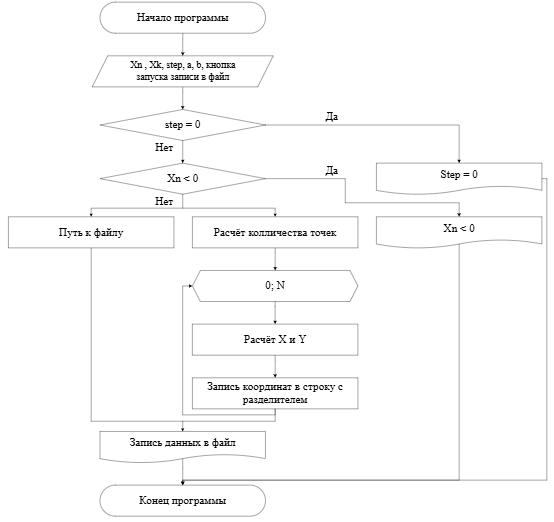 Начало программы
Xn , Xk, step, a, b, кнопка
запуска записи в файл
step = 0
Да
Нет
Xn < 0
Да
Step = 0
Нет
Путь к файлу
Расчёт колличества точек
Xn < 0
0; N
Расчёт X и Y
Запись координат в строку с
разделителем
Запись данных в файл
Конец программы